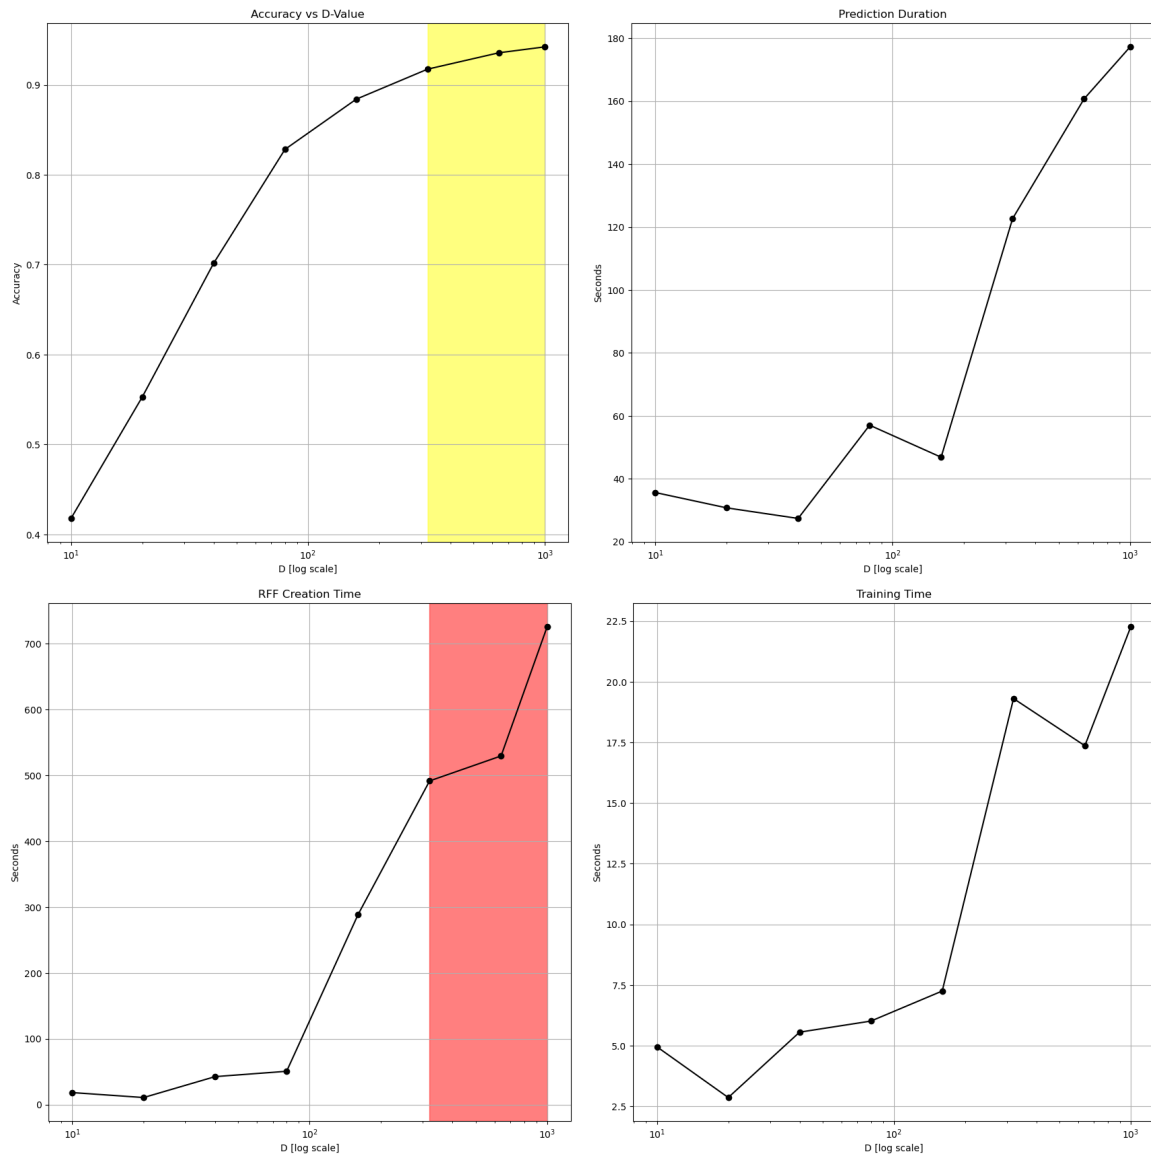 Accuracy vs D-Value
Accuracy
0.9
0.8
0.7
0.6
0.5
0.4
10¹ 10² 10³
D [log scale]
Prediction Duration
Seconds
180
160
140
120
100
80
60
40
20
10¹ 10² 10³
D [log scale]
RFF Creation Time
Seconds
700
600
500
400
300
200
100
0
10¹ 10² 10³
D [log scale]
Training Time
Seconds
22.5
20.0
17.5
15.0
12.5
10.0
7.5
5.0
2.5
10¹ 10² 10³
D [log scale]